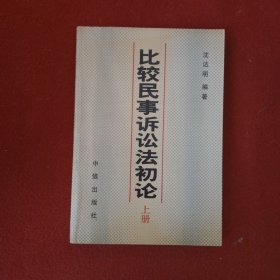 沈达明 编著
比较民事诉讼法初论
上册
中信出版社